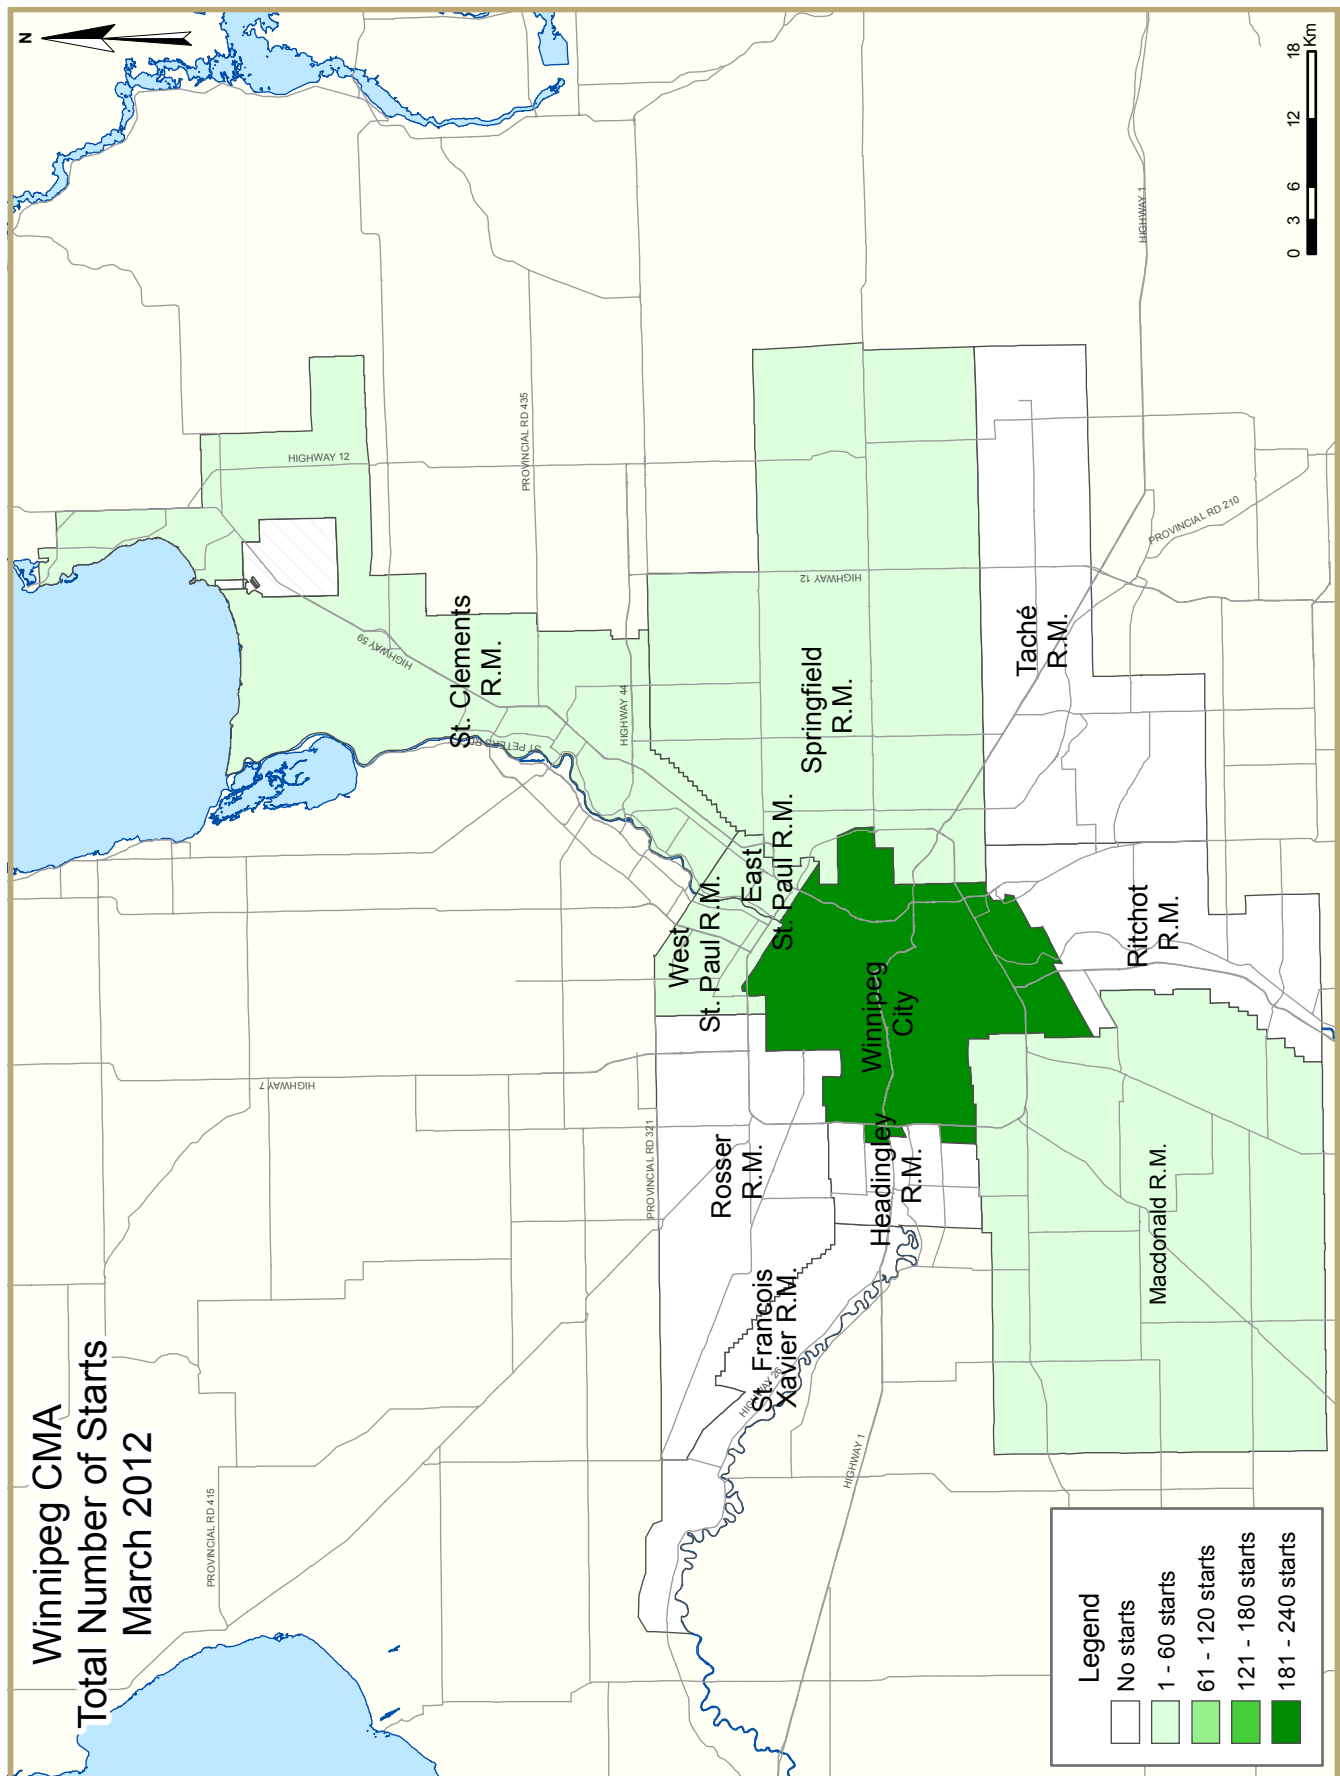 Winnipeg CMA
Total Number of Starts
March 2012
N
PROVINCIAL RD 415
HIGHWAY 7
HIGHWAY 12
PROVINCIAL RD 435
HIGHWAY 59
St. Clements
R.M.
ST PETERS RD
HIGHWAY 44
PROVINCIAL RD 321
West
St. Paul R.M.
East
St. Paul R.M.
Springfield
R.M.
HIGHWAY 12
Rosser
R.M.
St. Francois
Xavier R.M.
HIGHWAY 26
Headingley
R.M.
Winnipeg
City
HIGHWAY 1
HIGHWAY 1
Taché
R.M.
PROVINCIAL RD 210
Ritchot
R.M.
Macdonald R.M.
Legend
No starts
1 - 60 starts
61 - 120 starts
121 - 180 starts
181 - 240 starts
0 3 6 12 18
Km